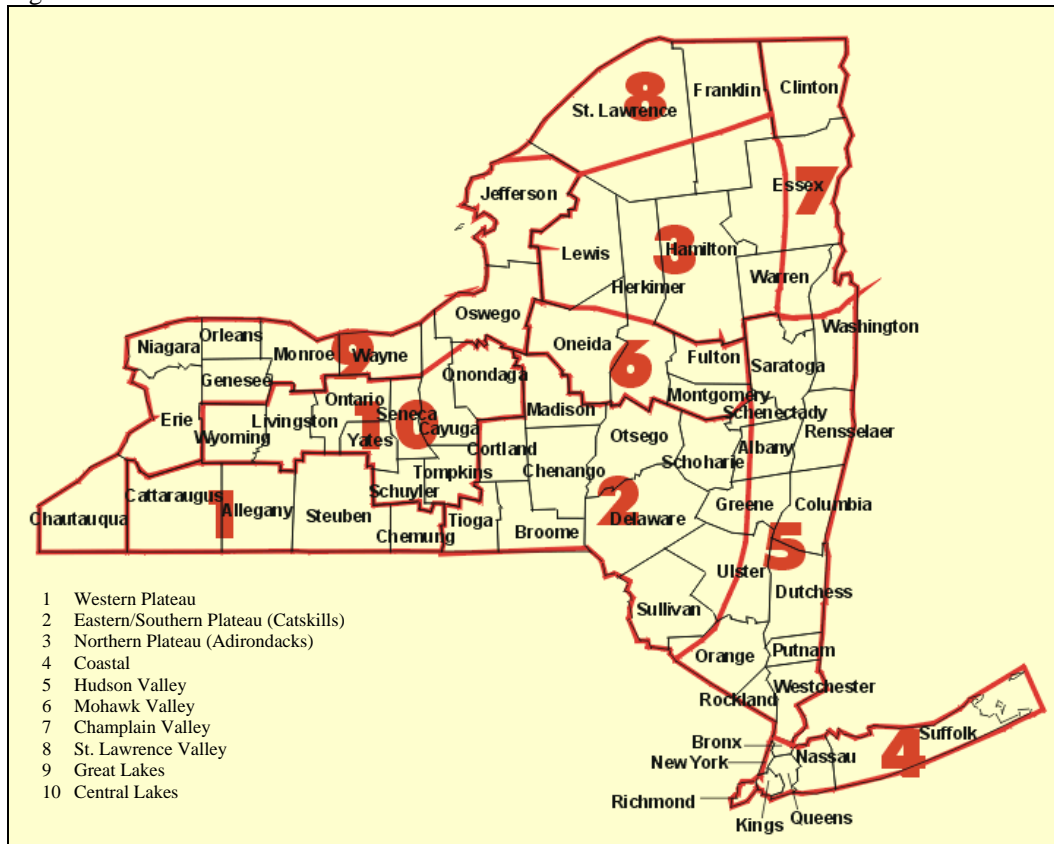 8
Franklin
Clinton
St. Lawrence
7
Essex
Jefferson
3
Hamilton
Lewis
Warren
Herkimer
Oswego
Washington
Orleans
Niagara
Monroe
9
Wayne
Oneida
6
Fulton
Saratoga
Genesee
Onondaga
Montgomery
Ontario
Seneca
Madison
Schenectady
Erie
Wyoming
Livingston
10
Yates
Cayuga
Otsego
Albany
Rensselaer
Cortland
Schoharie
Tompkins
Chenango
Cattaraugus
1
Allegany
Schuyler
Steuben
Chautauqua
Tioga
2
Delaware
Greene
Columbia
Chemung
Broome
5
Ulster
Dutchess
Sullivan
Putnam
Orange
Westchester
Rockland
Bronx
New York
Nassau
Suffolk
4
Richmond
Kings
Queens
1 Western Plateau
2 Eastern/Southern Plateau (Catskills)
3 Northern Plateau (Adirondacks)
4 Coastal
5 Hudson Valley
6 Mohawk Valley
7 Champlain Valley
8 St. Lawrence Valley
9 Great Lakes
10 Central Lakes